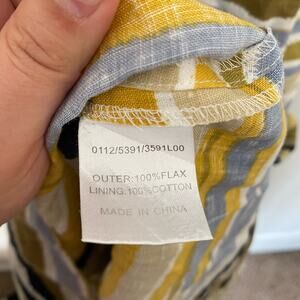 0112/5391/3591L00
OUTER:100%FLAX
LINING:100%COTTON
MADE IN CHINA